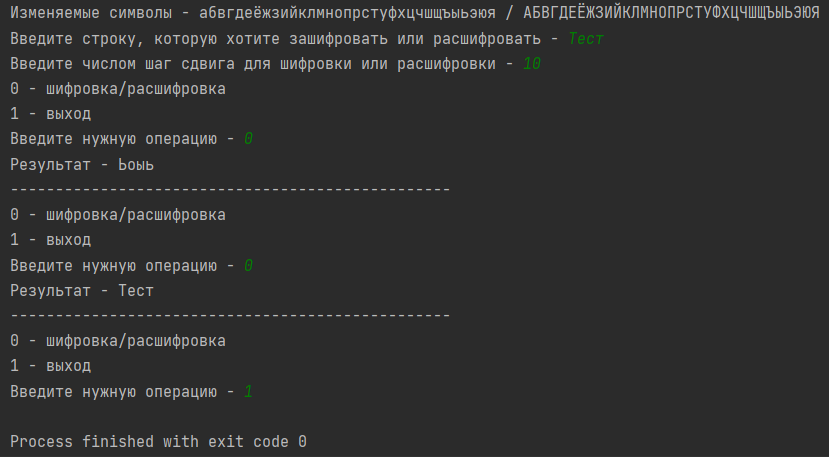 Изменяемые символы - абвгдеёжзийклмнопрстуфхцчшщъыьэюя / АБВГДЕЁЖЗИЙКЛМНОПРСТУФХЦЧШЩЪЫЬЭЮЯ
Введите строку, которую хотите зашифровать или расшифровать - Тест
Введите числом шаг сдвига для шифровки или расшифровки - 10
0 - шифровка/расшифровка
1 - выход
Введите нужную операцию - 0
Результат - Ьоыь
-------------------------------------------------
0 - шифровка/расшифровка
1 - выход
Введите нужную операцию - 0
Результат - Тест
-------------------------------------------------
0 - шифровка/расшифровка
1 - выход
Введите нужную операцию - 1
Process finished with exit code 0